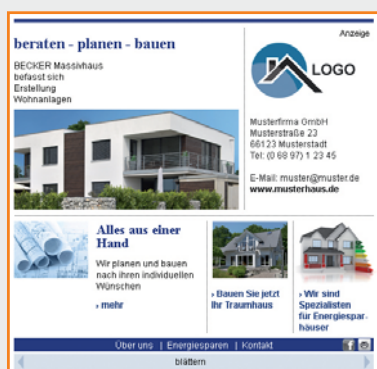 Anzeige
beraten - planen - bauen
BECKER Massivhaus
befasst sich
Erstellung
Wohnanlagen
LOGO
Musterfirma GmbH
Musterstraße 23
66123 Musterstadt
Tel: (0 68 97) 1 23 45
E-Mail: muster@muster.de
www.musterhaus.de
Alles aus einer
Hand
Wir planen und bauen
nach ihren individuellen
Wünschen
› mehr
› Bauen Sie jetzt
Ihr Traumhaus
› Wir sind
Spezialisten
für Energiespar-
häuser
Über uns | Energiesparen | Kontakt
f
blättern